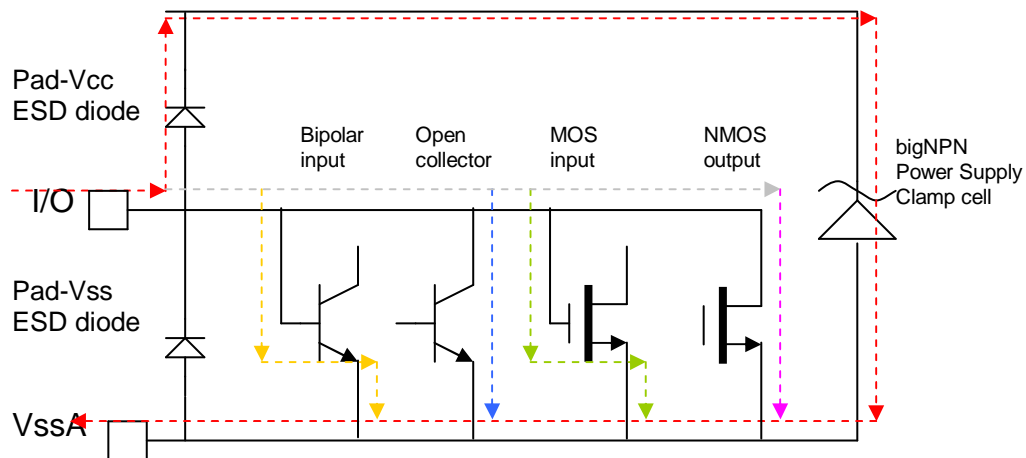 Pad-Vcc
ESD diode
Bipolar
input
Open
collector
MOS
input
NMOS
output
bigNPN
Power Supply
Clamp cell
I/O
Pad-Vss
ESD diode
VssA